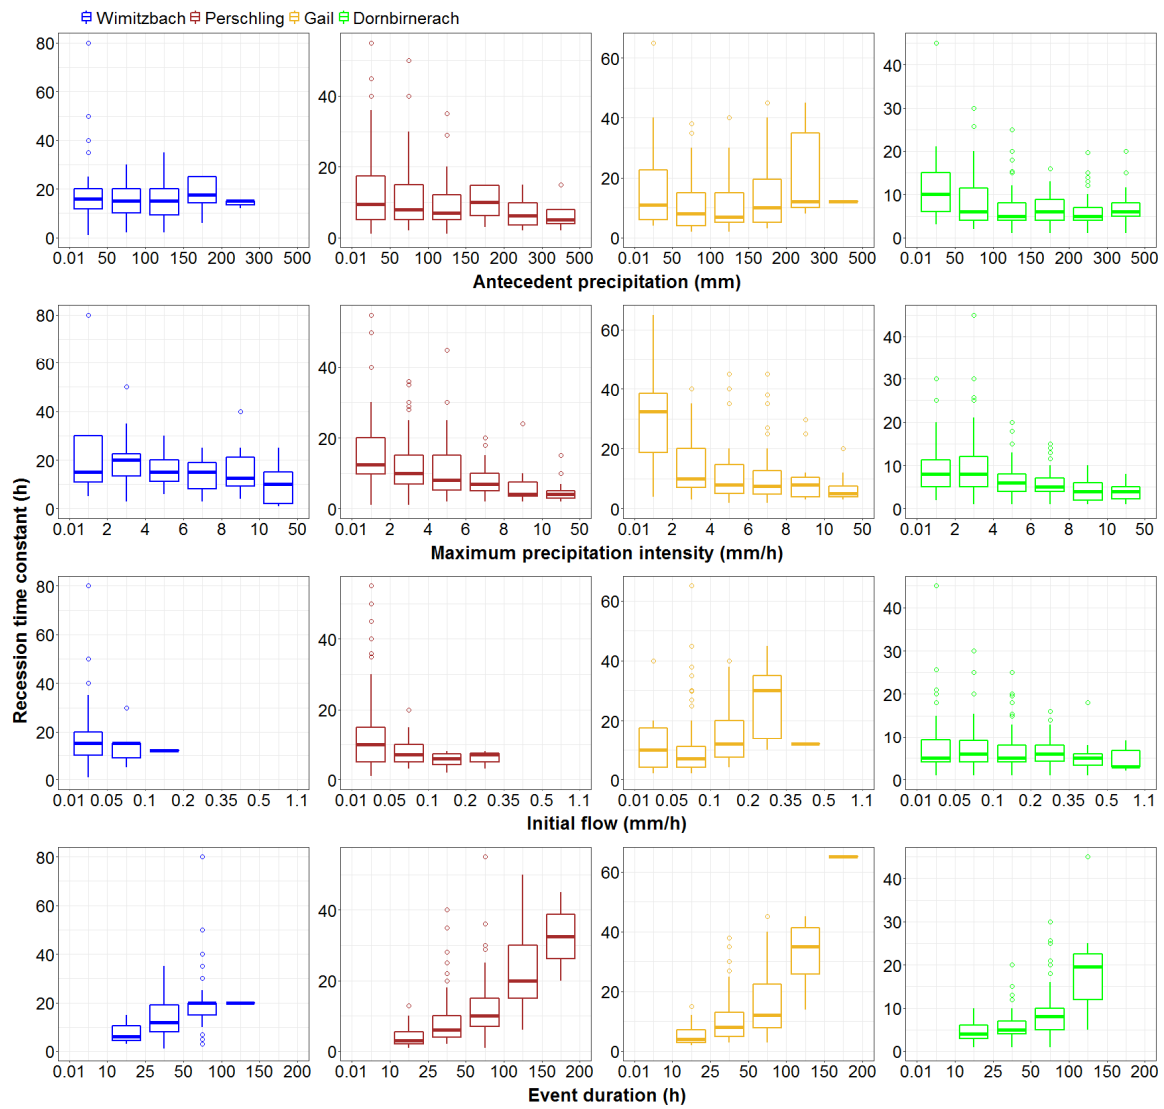 Wimitzbach Perschling Gail Dornbirnerach
80 60 40 20 0
40 20 0
60 40 20 0
40 30 20 10 0
0.01 50 100 150 200 300 500 0.01 50 100 150 200 300 500 0.01 50 100 150 200 300 500 0.01 50 100 150 200 300 500
Antecedent precipitation (mm)
80 60 40 20 0
40 20 0
60 40 20 0
40 30 20 10 0
0.01 2 4 6 8 10 50 0.01 2 4 6 8 10 50 0.01 2 4 6 8 10 50 0.01 2 4 6 8 10 50
Maximum precipitation intensity (mm/h)
Recession time constant (h)
80 60 40 20 0
40 20 0
60 40 20 0
40 30 20 10 0
0.01 0.05 0.1 0.2 0.35 0.5 1.1 0.01 0.05 0.1 0.2 0.35 0.5 1.1 0.01 0.05 0.1 0.2 0.35 0.5 1.1 0.01 0.05 0.1 0.2 0.35 0.5 1.1
Initial flow (mm/h)
80 60 40 20 0
40 20 0
60 40 20 0
40 30 20 10 0
0.01 10 25 50 100 150 200 0.01 10 25 50 100 150 200 0.01 10 25 50 100 150 200 0.01 10 25 50 100 150 200
Event duration (h)